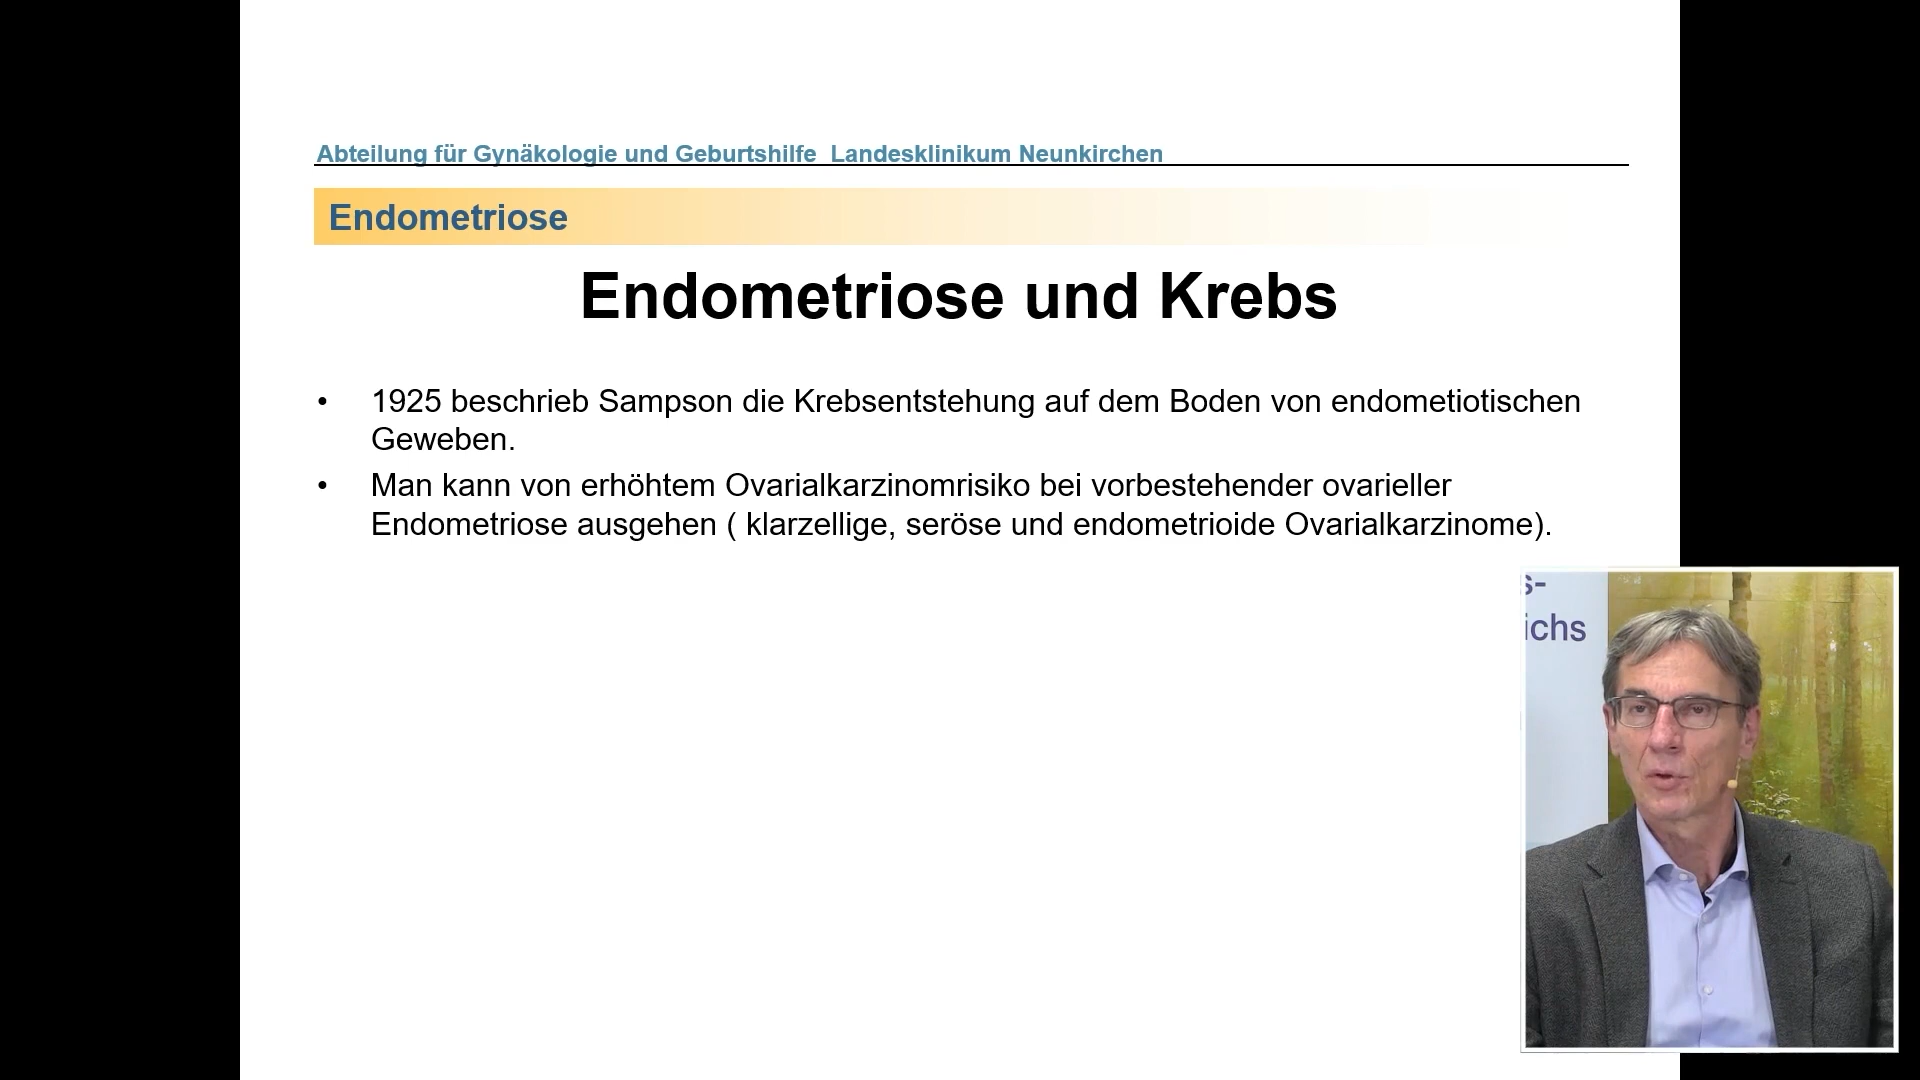 Abteilung für Gynäkologie und Geburtshilfe Landesklinikum Neunkirchen
Endometriose
Endometriose und Krebs
• 1925 beschrieb Sampson die Krebsentstehung auf dem Boden von endometiotischen
Geweben.
• Man kann von erhöhtem Ovarialkarzinomrisiko bei vorbestehender ovarieller
Endometriose ausgehen ( klarzellige, seröse und endometrioide Ovarialkarzinome).
s-
ichs